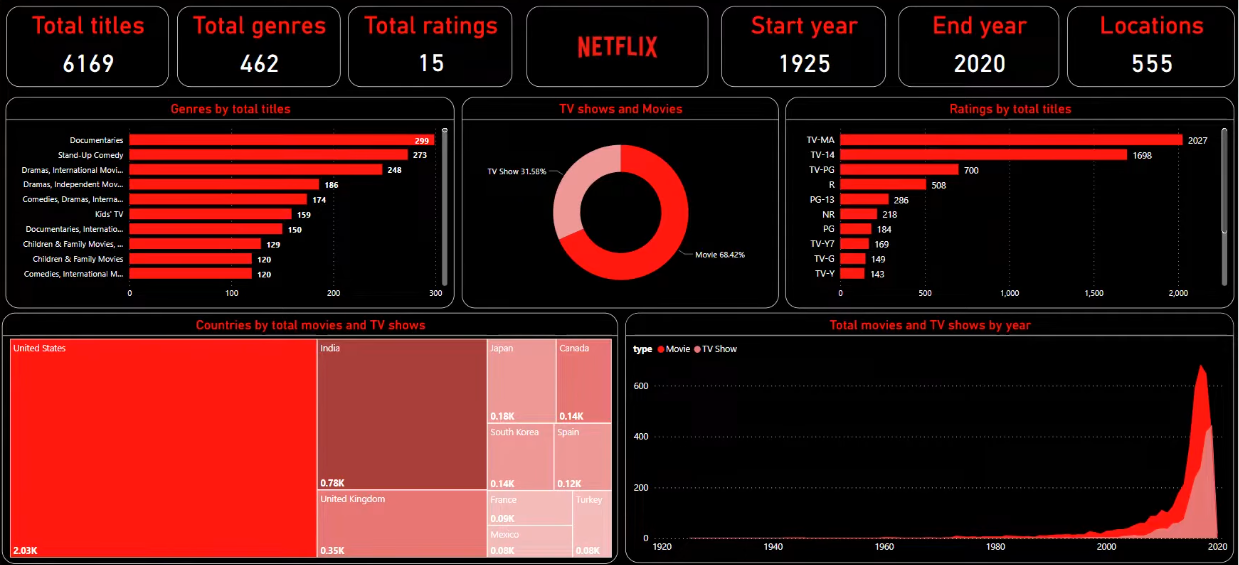 Total titles
6169
Total genres
462
Total ratings
15
NETFLIX
Start year
1925
End year
2020
Locations
555
Genres by total titles
Documentaries
299
Stand-Up Comedy
273
Dramas, International Movi...
248
Dramas, Independent Mov...
186
Comedies, Dramas, Interna...
174
Kids' TV
159
Documentaries, Internatio...
150
Children & Family Movies, ...
129
Children & Family Movies
120
Comedies, International M...
120
0 100 200 300
TV shows and Movies
TV Show 31.58%
Movie 68.42%
Ratings by total titles
TV-MA
2027
TV-14
1698
TV-PG
700
R
508
PG-13
286
NR
218
PG
184
TV-Y7
169
TV-G
149
TV-Y
143
0 500 1,000 1,500 2,000
Countries by total movies and TV shows
United States
2.03K
India
0.78K
United Kingdom
0.35K
Japan
0.18K
Canada
0.14K
South Korea
0.14K
Spain
0.12K
France
0.09K
Mexico
0.08K
Turkey
0.08K
Total movies and TV shows by year
type Movie TV Show
600
400
200
0
1920 1940 1960 1980 2000 2020